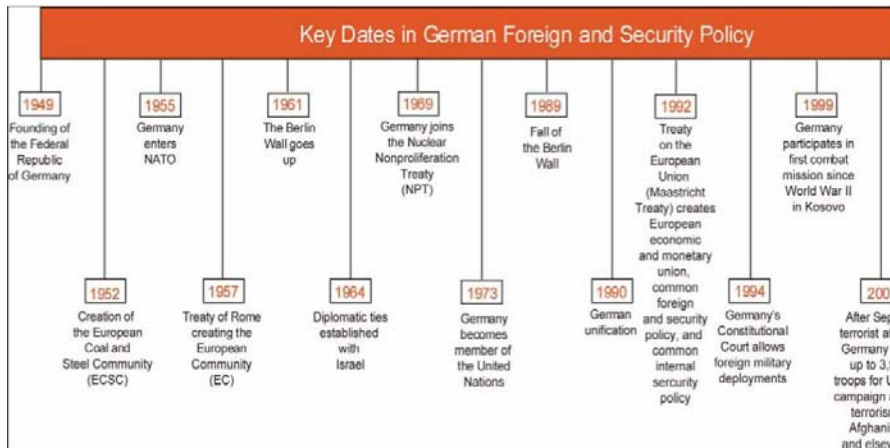 Key Dates in German Foreign and Security Policy
1949
Founding of
the Federal
Republic
of Germany
1952
Creation of
the European
Coal and
Steel Community
(ECSC)
1955
Germany
enters
NATO
1957
Treaty of Rome
creating the
European
Community
(EC)
1961
The Berlin
Wall goes
up
1964
Diplomatic ties
established
with
Israel
1969
Germany joins
the Nuclear
Nonproliferation
Treaty
(NPT)
1973
Germany
becomes
member of
the United
Nations
1989
Fall of
the Berlin
Wall
1990
German
unification
1992
Treaty
on the
European
Union
(Maastricht
Treaty) creates
European
economic
and monetary
union,
common
foreign
and security
policy, and
common
internal
sercurity
policy
1994
Germany's
Constitutional
Court allows
foreign military
deployments
1999
Germany
participates in
first combat
mission since
World War II
in Kosovo
After
terrorist
Germany
up to
troops for
campaign
and